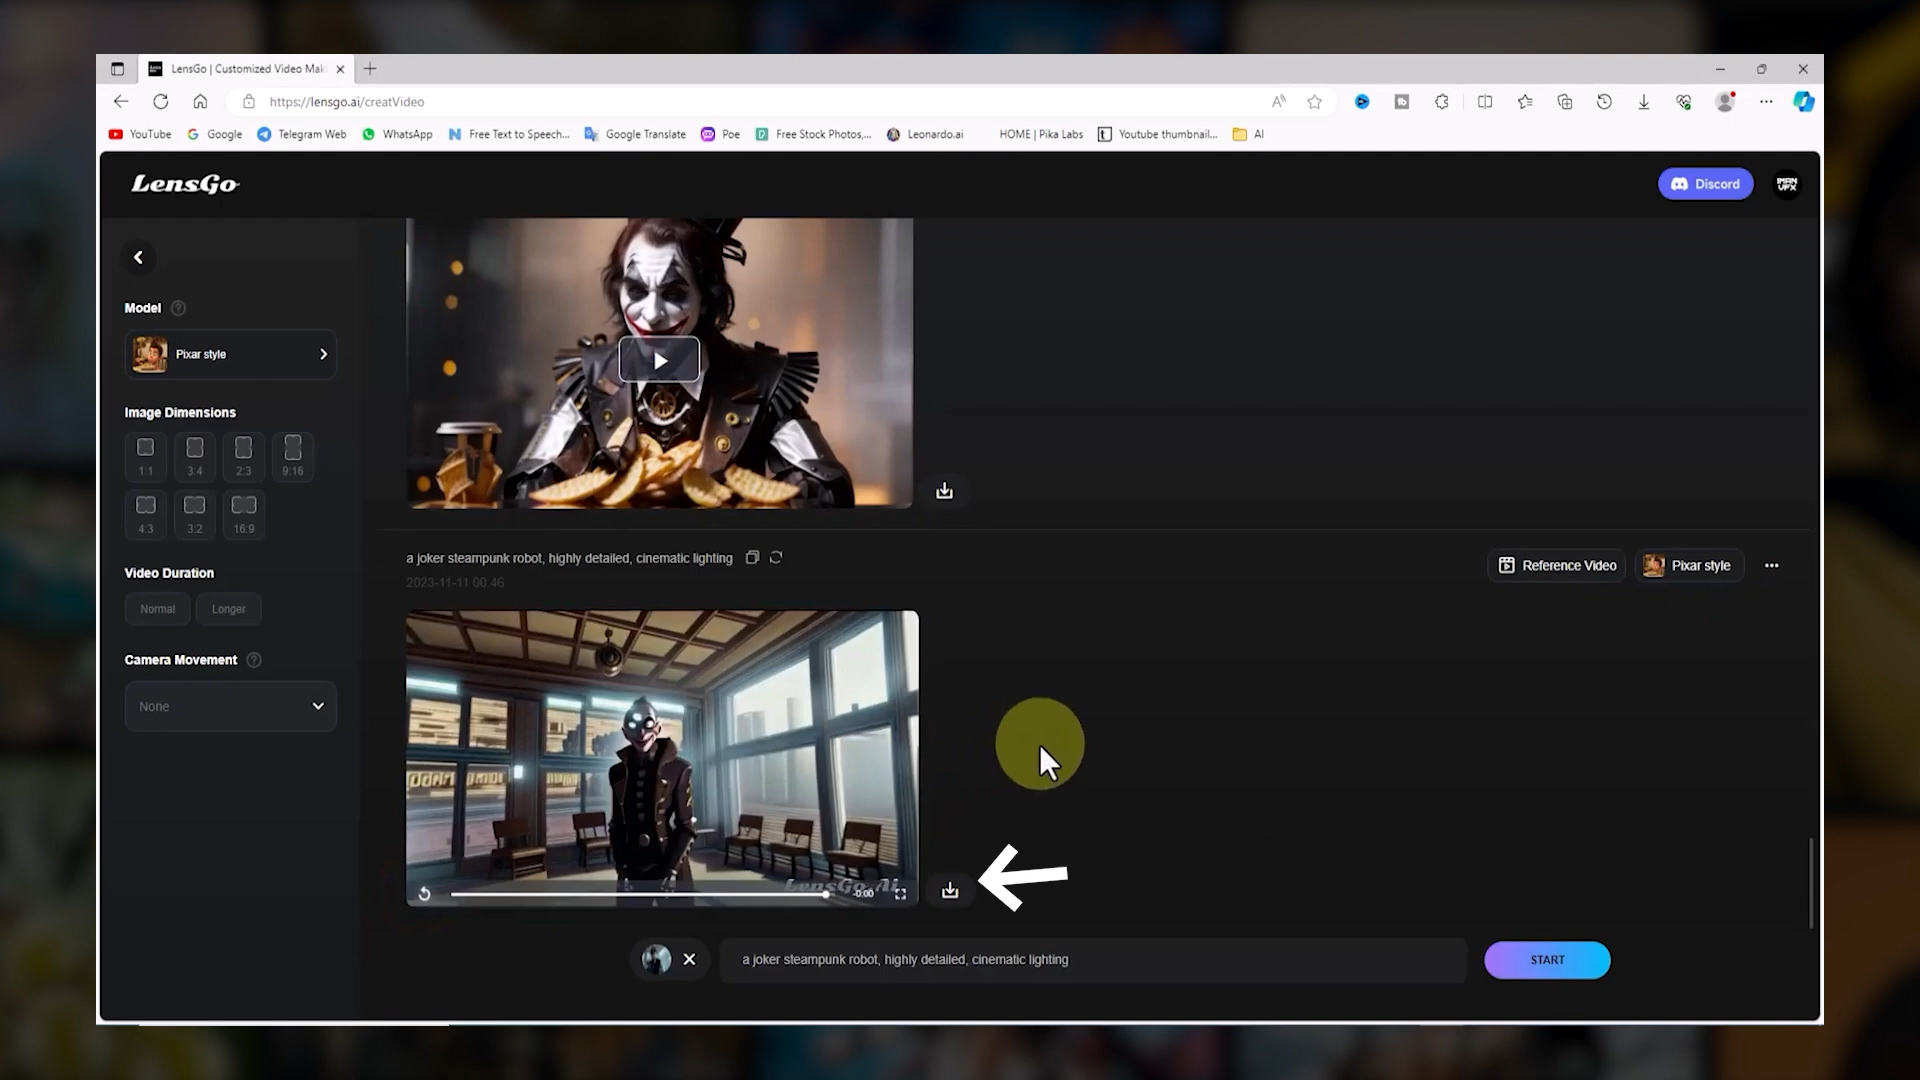 LensGo | Customized Video Mak
https://lensgo.ai/creatVideo
YouTube
Google
Telegram Web
WhatsApp
Free Text to Speech...
Google Translate
Poe
Free Stock Photos,...
Leonardo.ai
HOME | Pika Labs
Youtube thumbnail...
AI
LensGo
Discord
IMAN
VFX
Model
Pixar style
Image Dimensions
1:1
3:4
2:3
9:16
4:3
3:2
16:9
Video Duration
Normal
Longer
Camera Movement
None
a joker steampunk robot, highly detailed, cinematic lighting
2023-11-11 00:46
Reference Video
Pixar style
LensGo.Ai
-0:00
a joker steampunk robot, highly detailed, cinematic lighting
START